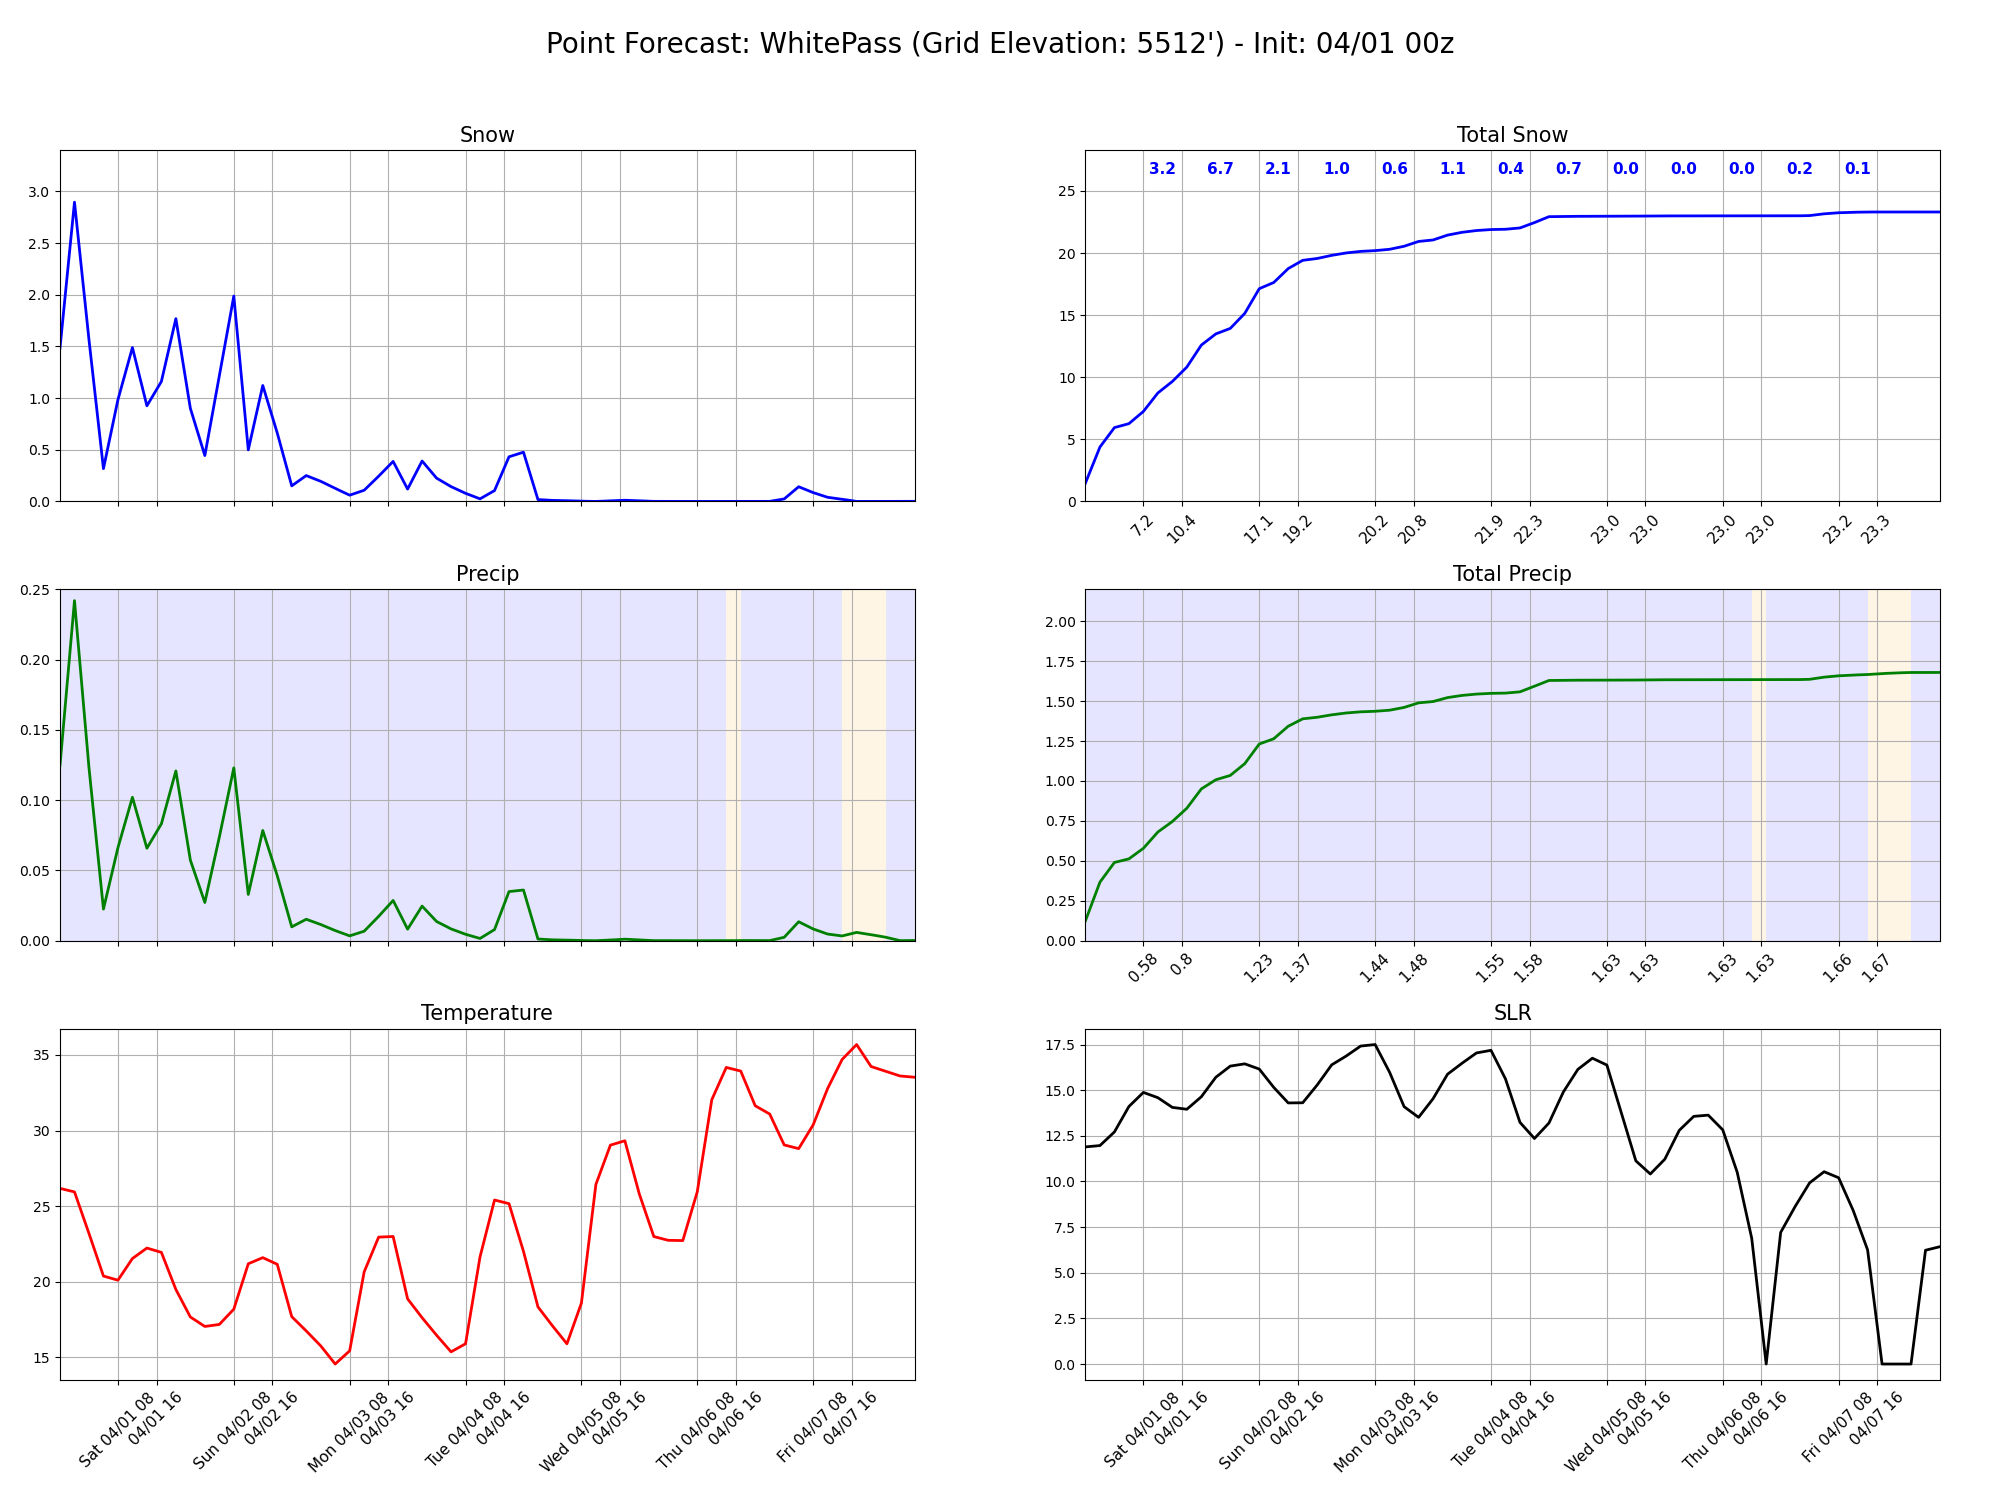 Point Forecast: WhitePass (Grid Elevation: 5512') - Init: 04/01 00z
Snow
3.0
2.5
2.0
1.5
1.0
0.5
0.0
Total Snow
3.2 6.7 2.1 1.0 0.6 1.1 0.4 0.7 0.0 0.0 0.0 0.2 0.1
25
20
15
10
5
0
7.2 10.4 17.1 19.2 20.2 20.8 21.9 22.3 23.0 23.0 23.0 23.0 23.2 23.3
Precip
0.25
0.20
0.15
0.10
0.05
0.00
Total Precip
2.00
1.75
1.50
1.25
1.00
0.75
0.50
0.25
0.00
0.58 0.8 1.23 1.37 1.44 1.48 1.55 1.58 1.63 1.63 1.63 1.63 1.66 1.67
Temperature
35
30
25
20
15
Sat 04/01 08
04/01 16
Sun 04/02 08
04/02 16
Mon 04/03 08
04/03 16
Tue 04/04 08
04/04 16
Wed 04/05 08
04/05 16
Thu 04/06 08
04/06 16
Fri 04/07 08
04/07 16
SLR
17.5
15.0
12.5
10.0
7.5
5.0
2.5
0.0
Sat 04/01 08
04/01 16
Sun 04/02 08
04/02 16
Mon 04/03 08
04/03 16
Tue 04/04 08
04/04 16
Wed 04/05 08
04/05 16
Thu 04/06 08
04/06 16
Fri 04/07 08
04/07 16